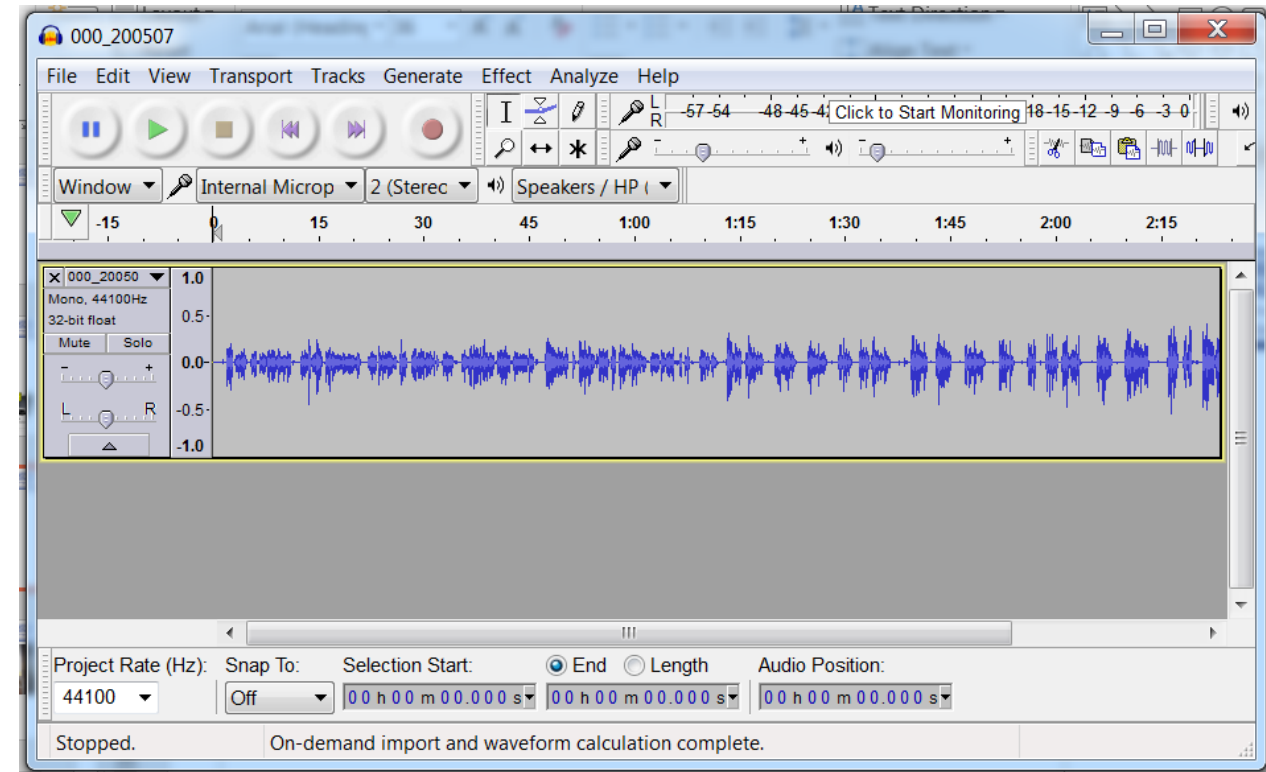 000_200507
File Edit View Transport Tracks Generate Effect Analyze Help
L
R
-57 -54 -48 -45 -42 Click to Start Monitoring 18 -15 -12 -9 -6 -3 0
- +
- +
Window Internal Microp 2 (Sterec Speakers / HP (
-15 0 15 30 45 1:00 1:15 1:30 1:45 2:00 2:15
X 000_20050 1.0
Mono, 44100Hz
32-bit float 0.5
Mute Solo
- + 0.0
L R -0.5
-1.0
Project Rate (Hz): Snap To: Selection Start: End Length Audio Position:
44100 Off 00 h 00 m 00.000 s 00 h 00 m 00.000 s 00 h 00 m 00.000 s
Stopped. On-demand import and waveform calculation complete.